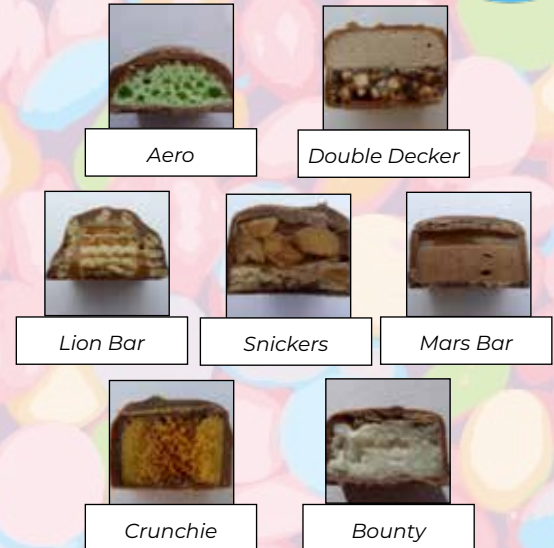 Aero
Double Decker
Lion Bar
Snickers
Mars Bar
Crunchie
Bounty